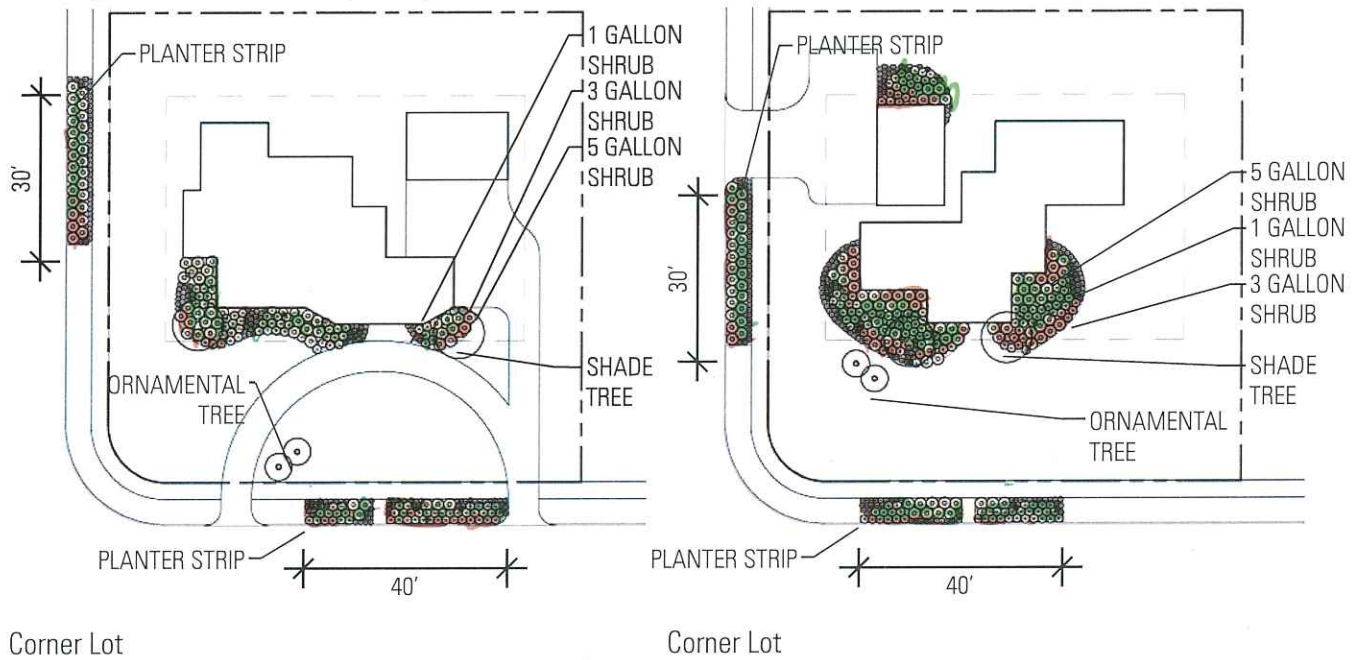 PLANTER STRIP
1 GALLON
SHRUB
3 GALLON
SHRUB
5 GALLON
SHRUB
30'
SHADE
TREE
ORNAMENTAL
TREE
PLANTER STRIP
40'
Corner Lot
PLANTER STRIP
5 GALLON
SHRUB
1 GALLON
SHRUB
3 GALLON
SHRUB
30'
SHADE
TREE
ORNAMENTAL
TREE
PLANTER STRIP
40'
Corner Lot